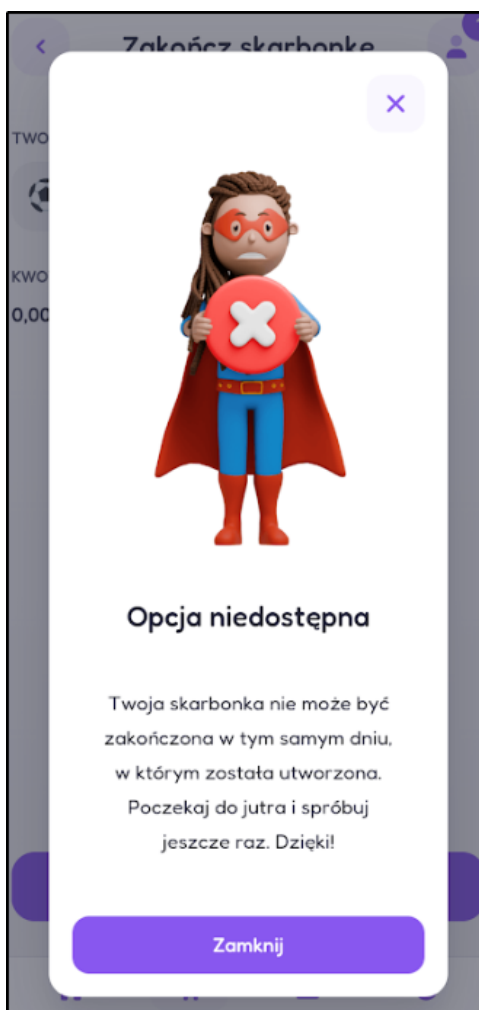 Zakończ skarbonkę
TWO
KWO
0,00
Opcja niedostępna
Twoja skarbonka nie może być
zakończona w tym samym dniu,
w którym została utworzona.
Poczekaj do jutra i spróbuj
jeszcze raz. Dzięki!
Zamknij